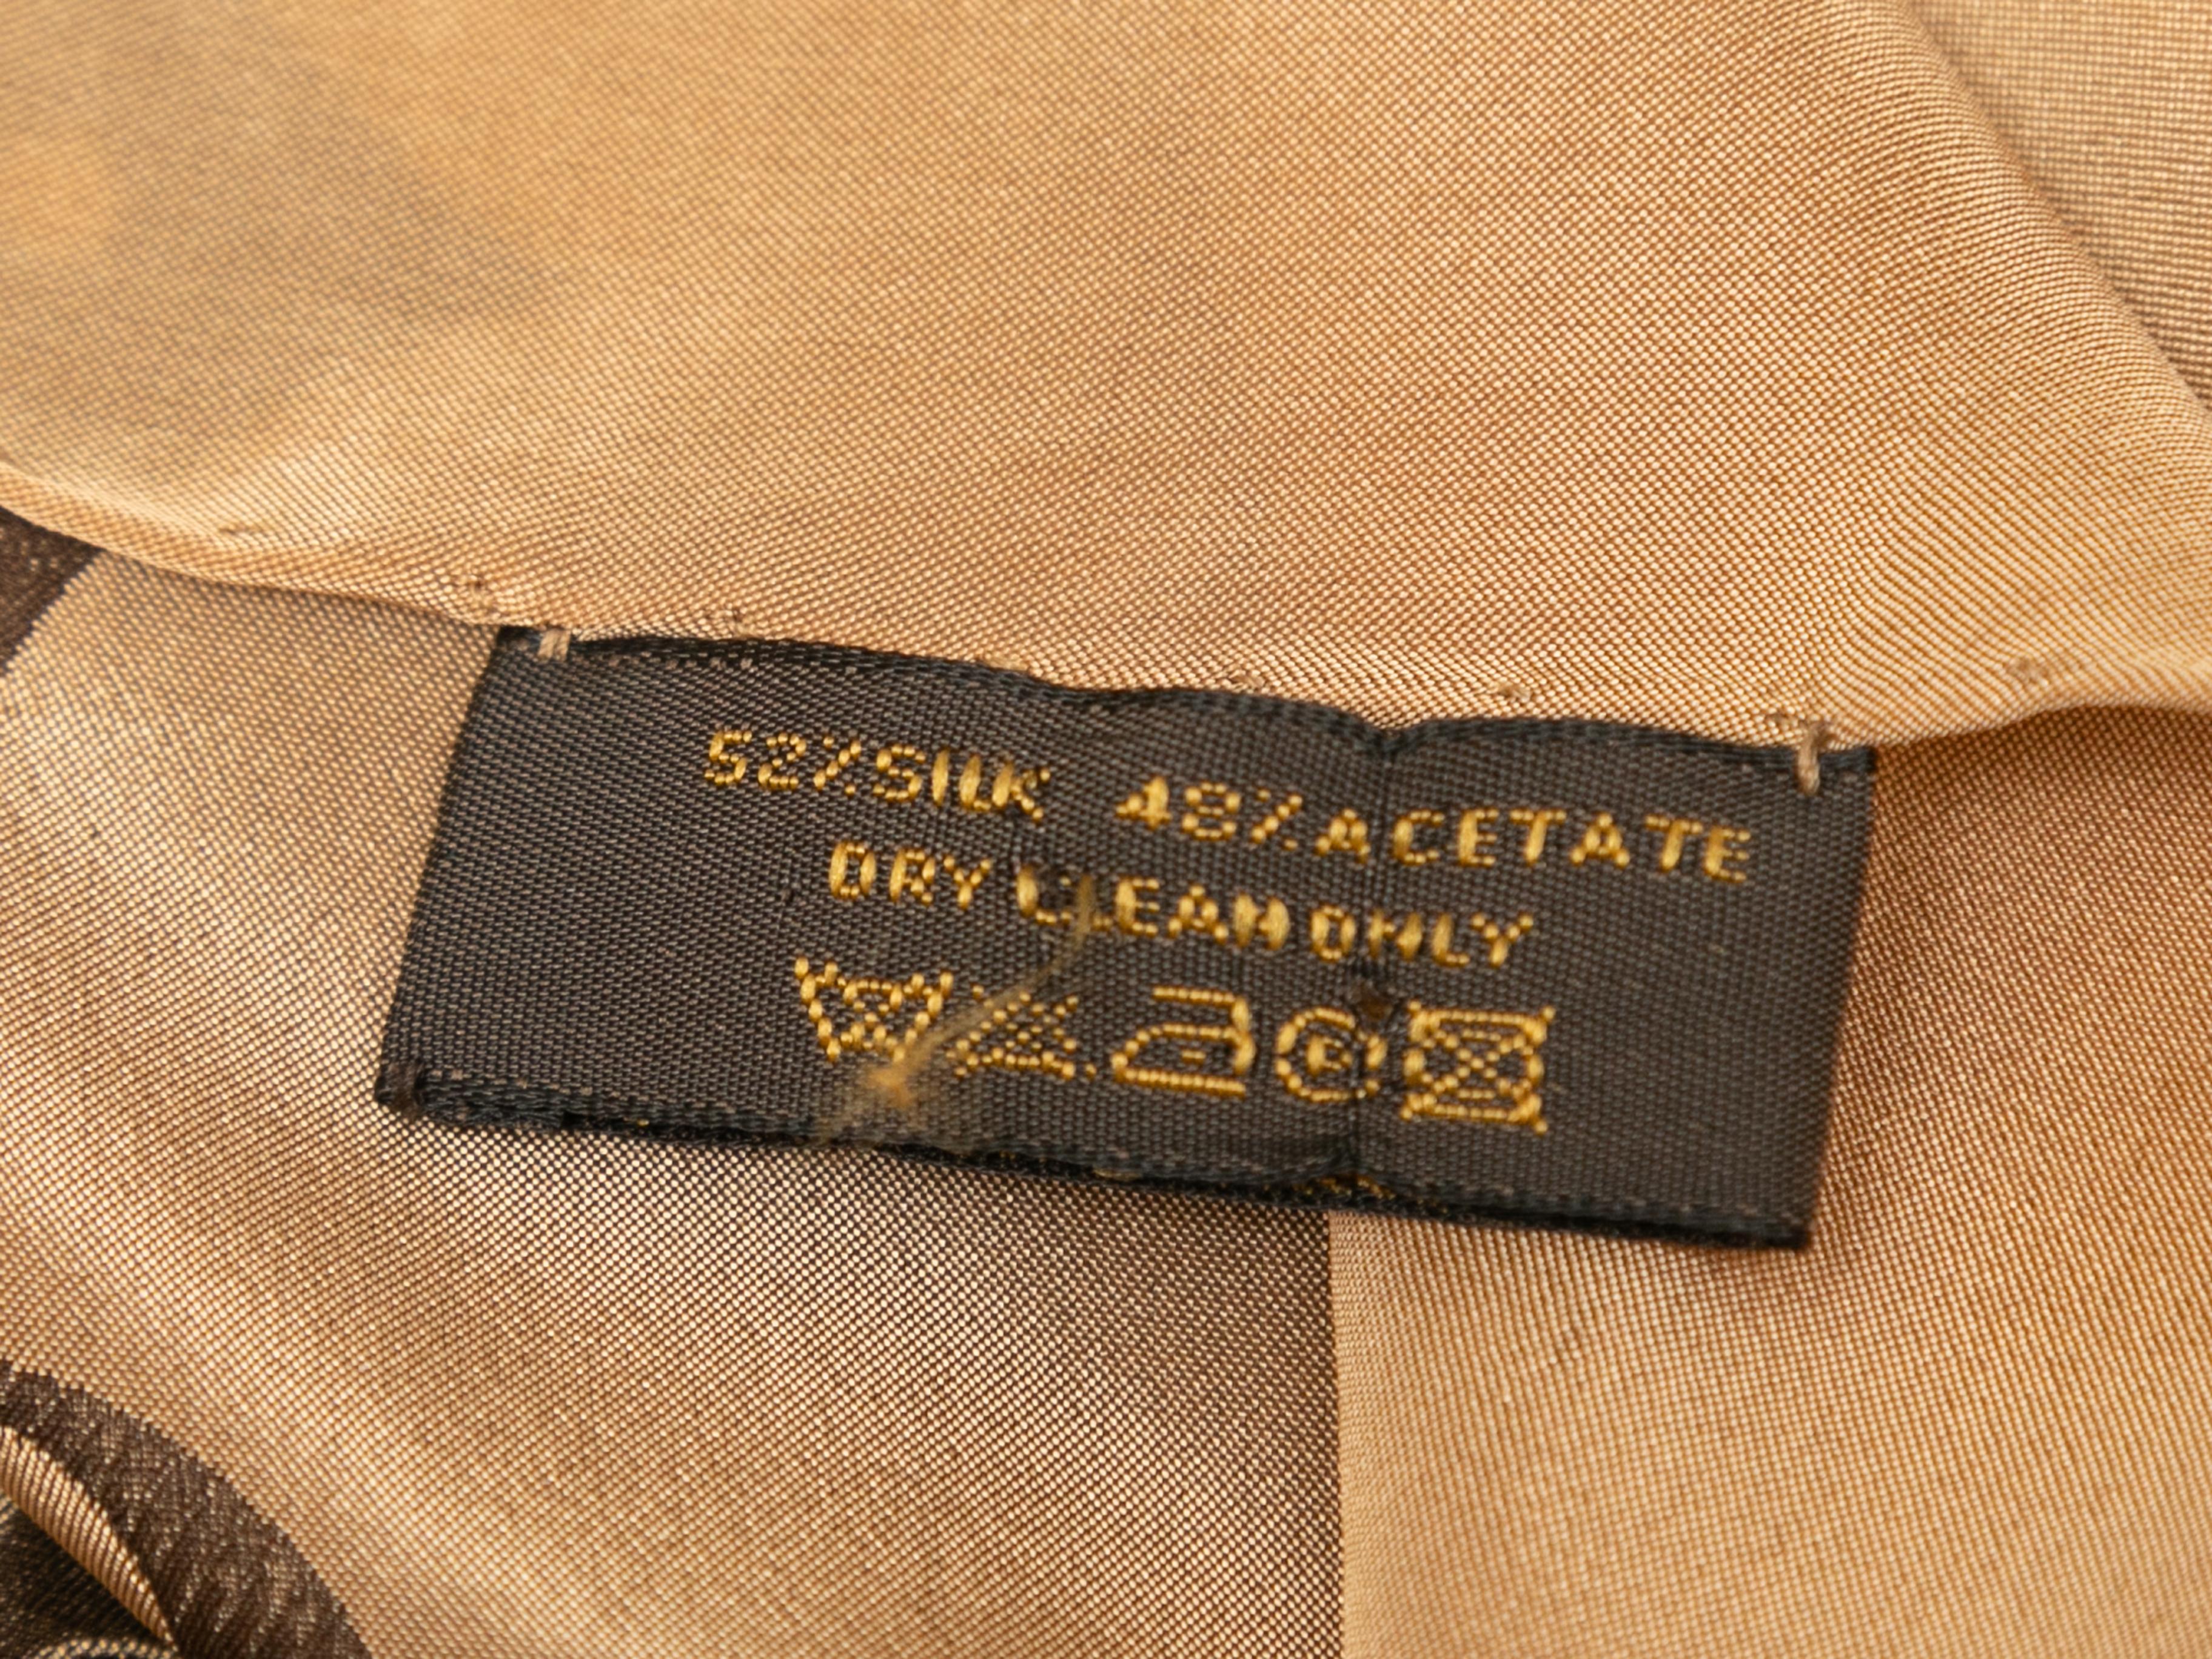 52% SILK 48% ACETATE
DRY CLEAN ONLY
P